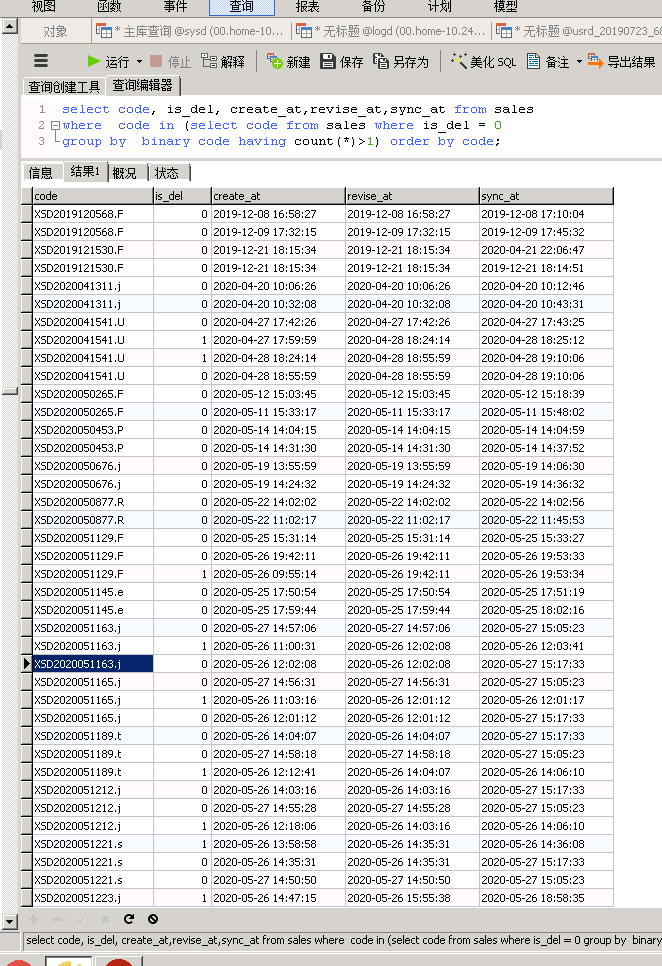 视图 函数 事件 查询 报表 备份 计划 模型
对象 * 主库查询 @sysd (00.home-10... * 无标题 @logd (00.home-10.24... * 无标题 @usrd_20190723_6
运行 停止 解释 新建 保存 另存为 美化 SQL 备注 导出结果
查询创建工具 查询编辑器
1 select code, is_del, create_at,revise_at,sync_at from sales
2 where code in (select code from sales where is_del = 0
3 group by binary code having count(*)>1) order by code;
信息 结果1 概况 状态
code is_del create_at revise_at sync_at
XSD2019120568.F 0 2019-12-08 16:58:27 2019-12-08 16:58:27 2019-12-08 17:10:04
XSD2019120568.F 0 2019-12-09 17:32:15 2019-12-09 17:32:15 2019-12-09 17:45:32
XSD2019121530.F 0 2019-12-21 18:15:34 2019-12-21 18:15:34 2020-04-21 22:06:47
XSD2019121530.F 0 2019-12-21 18:15:34 2019-12-21 18:15:34 2019-12-21 18:14:51
XSD2020041311.j 0 2020-04-20 10:06:26 2020-04-20 10:06:26 2020-04-20 10:12:46
XSD2020041311.j 0 2020-04-20 10:32:08 2020-04-20 10:32:08 2020-04-20 10:43:31
XSD2020041541.U 0 2020-04-27 17:42:26 2020-04-27 17:42:26 2020-04-27 17:43:25
XSD2020041541.U 1 2020-04-27 17:59:59 2020-04-28 18:24:14 2020-04-28 18:25:12
XSD2020041541.U 1 2020-04-28 18:24:14 2020-04-28 18:55:59 2020-04-28 19:10:06
XSD2020041541.U 0 2020-04-28 18:55:59 2020-04-28 18:55:59 2020-04-28 19:10:06
XSD2020050265.F 0 2020-05-12 15:03:45 2020-05-12 15:03:45 2020-05-12 15:18:39
XSD2020050265.F 0 2020-05-11 15:33:17 2020-05-11 15:33:17 2020-05-11 15:48:02
XSD2020050453.P 0 2020-05-14 14:04:15 2020-05-14 14:04:15 2020-05-14 14:04:59
XSD2020050453.P 0 2020-05-14 14:31:30 2020-05-14 14:31:30 2020-05-14 14:37:52
XSD2020050676.j 0 2020-05-19 13:55:59 2020-05-19 13:55:59 2020-05-19 14:06:30
XSD2020050676.j 0 2020-05-19 14:24:32 2020-05-19 14:24:32 2020-05-19 14:36:32
XSD2020050877.R 0 2020-05-22 14:02:02 2020-05-22 14:02:02 2020-05-22 14:02:56
XSD2020050877.R 0 2020-05-22 11:02:17 2020-05-22 11:02:17 2020-05-22 11:45:53
XSD2020051129.F 0 2020-05-25 15:31:14 2020-05-25 15:31:14 2020-05-25 15:33:27
XSD2020051129.F 0 2020-05-26 19:42:11 2020-05-26 19:42:11 2020-05-26 19:53:33
XSD2020051129.F 1 2020-05-26 09:55:14 2020-05-26 19:42:11 2020-05-26 19:53:34
XSD2020051145.e 0 2020-05-25 17:50:54 2020-05-25 17:50:54 2020-05-25 17:51:19
XSD2020051145.e 0 2020-05-25 17:59:44 2020-05-25 17:59:44 2020-05-25 18:02:16
XSD2020051163.j 0 2020-05-27 14:57:06 2020-05-27 14:57:06 2020-05-27 15:05:23
XSD2020051163.j 1 2020-05-26 11:00:31 2020-05-26 12:02:08 2020-05-26 12:03:41
XSD2020051163.j 0 2020-05-26 12:02:08 2020-05-26 12:02:08 2020-05-27 15:17:33
XSD2020051165.j 0 2020-05-27 14:56:31 2020-05-27 14:56:31 2020-05-27 15:05:23
XSD2020051165.j 1 2020-05-26 11:03:16 2020-05-26 12:01:12 2020-05-26 12:01:17
XSD2020051165.j 0 2020-05-26 12:01:12 2020-05-26 12:01:12 2020-05-27 15:17:33
XSD2020051189.t 0 2020-05-26 14:04:07 2020-05-26 14:04:07 2020-05-27 15:17:33
XSD2020051189.t 0 2020-05-27 14:58:18 2020-05-27 14:58:18 2020-05-27 15:05:23
XSD2020051189.t 1 2020-05-26 12:12:41 2020-05-26 14:04:07 2020-05-26 14:06:10
XSD2020051212.j 0 2020-05-26 14:03:16 2020-05-26 14:03:16 2020-05-27 15:17:33
XSD2020051212.j 0 2020-05-27 14:55:28 2020-05-27 14:55:28 2020-05-27 15:05:23
XSD2020051212.j 1 2020-05-26 12:18:06 2020-05-26 14:03:16 2020-05-26 14:06:10
XSD2020051221.s 1 2020-05-26 13:58:58 2020-05-26 14:35:31 2020-05-26 14:36:08
XSD2020051221.s 0 2020-05-26 14:35:31 2020-05-26 14:35:31 2020-05-27 15:17:33
XSD2020051221.s 0 2020-05-27 14:50:50 2020-05-27 14:50:50 2020-05-27 15:05:23
XSD2020051223.j 1 2020-05-26 14:47:15 2020-05-26 15:55:38 2020-05-26 18:58:35
select code, is_del, create_at,revise_at,sync_at from sales where code in (select code from sales where is_del = 0 group by binary